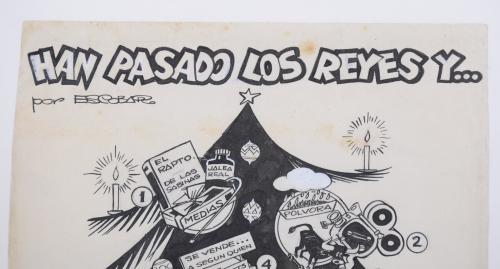 HAN PASADO LOS REYES Y...
por ESCOBAR
EL
RAPTO
DE LAS
SABINAS
JALEA
REAL
MEDIAS
1
POLVORA
2
SE VENDE...
A SEGUN QUIEN
4